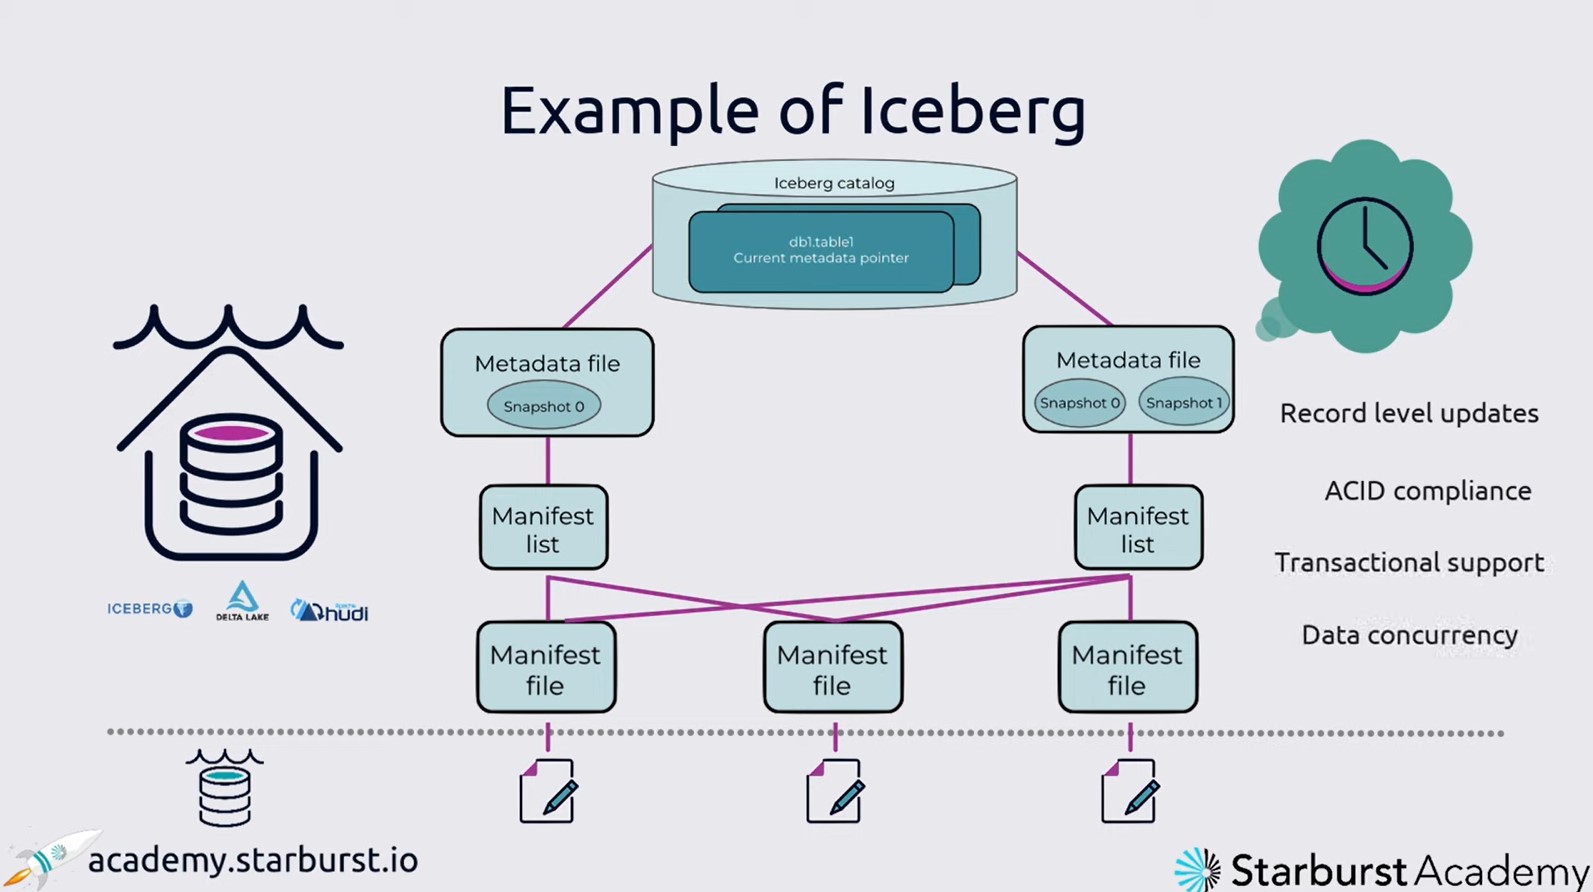 Example of Iceberg
Iceberg catalog
db1.table1
Current metadata pointer
Metadata file
Snapshot 0
Metadata file
Snapshot 0
Snapshot 1
Manifest
list
Manifest
list
Manifest
file
Manifest
file
Manifest
file
Record level updates
ACID compliance
Transactional support
Data concurrency
ICEBERG
DELTA LAKE
APACHE
hudi
academy.starburst.io
Starburst Academy